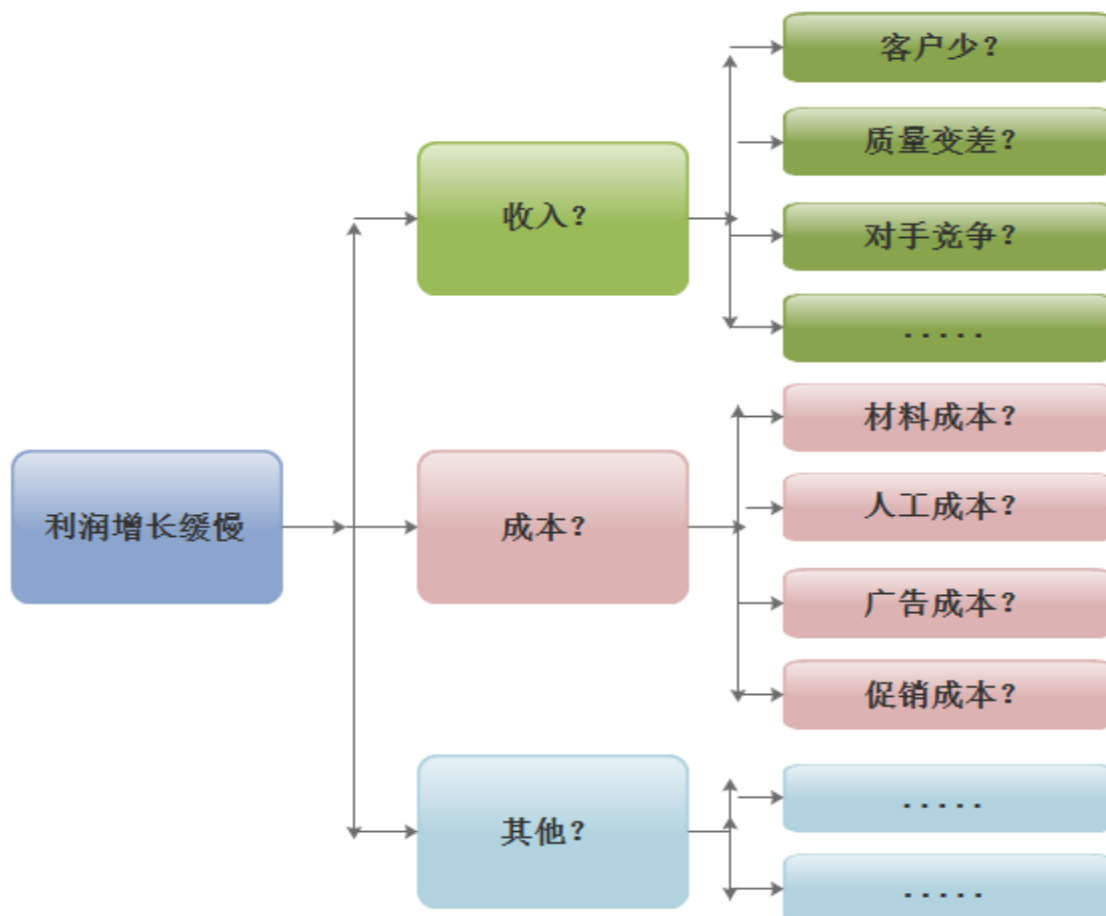 利润增长缓慢
收入？
客户少？
质量变差？
对手竞争？
.....
成本？
材料成本？
人工成本？
广告成本？
促销成本？
其他？
.....
.....